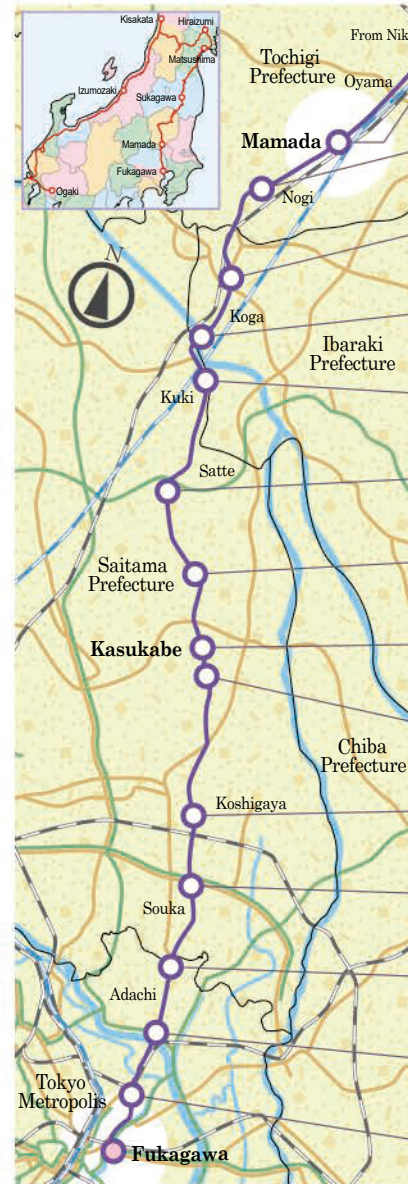 Kisakata
Hiraizumi
Matsushima
Izumozaki
Sukagawa
Mamada
Fukagawa
Ogaki
Tochigi
Prefecture
From Nik
Oyama
Mamada
Nogi
N
Koga
Ibaraki
Prefecture
Kuki
Satte
Saitama
Prefecture
Kasukabe
Chiba
Prefecture
Koshigaya
Souka
Adachi
Tokyo
Metropolis
Fukagawa